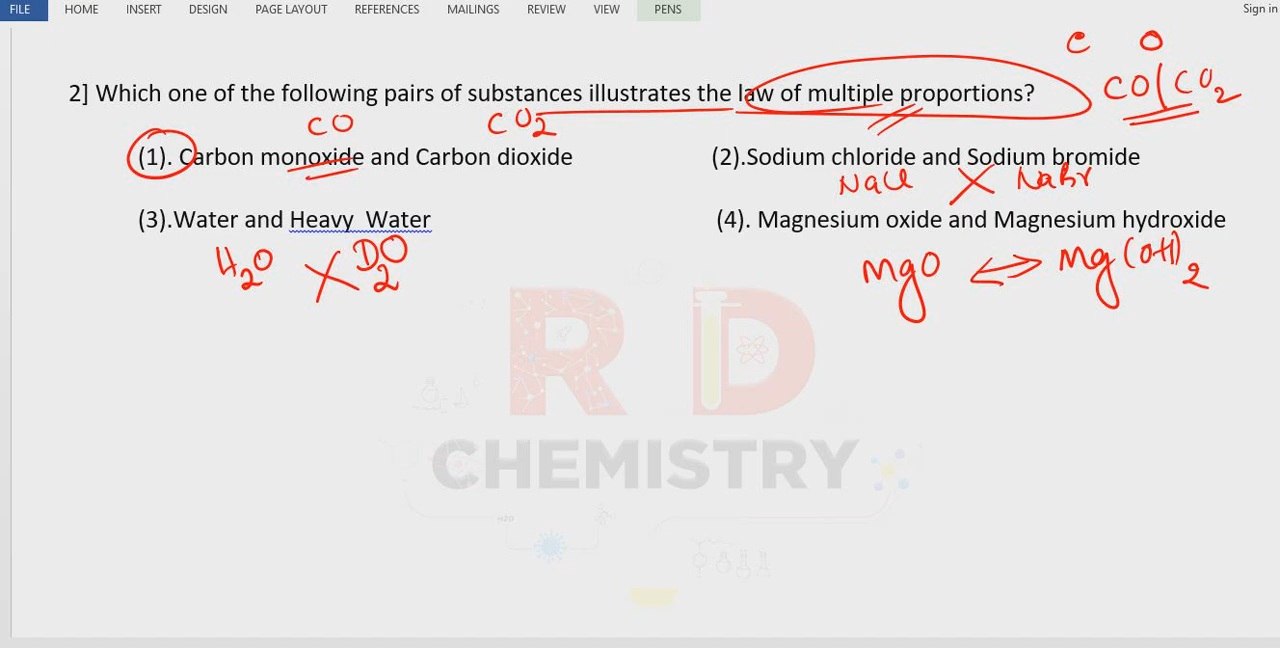 FILE HOME INSERT DESIGN PAGE LAYOUT REFERENCES MAILINGS REVIEW VIEW PENS Sign in
C O
2] Which one of the following pairs of substances illustrates the law of multiple proportions? CO|CO2
CO CO2
(1). Carbon monoxide and Carbon dioxide (2).Sodium chloride and Sodium bromide
NaCl X NaBr
(3).Water and Heavy Water (4). Magnesium oxide and Magnesium hydroxide
H2O X D2O MgO ⟷ Mg(OH)2
R D
CHEMISTRY
H2O